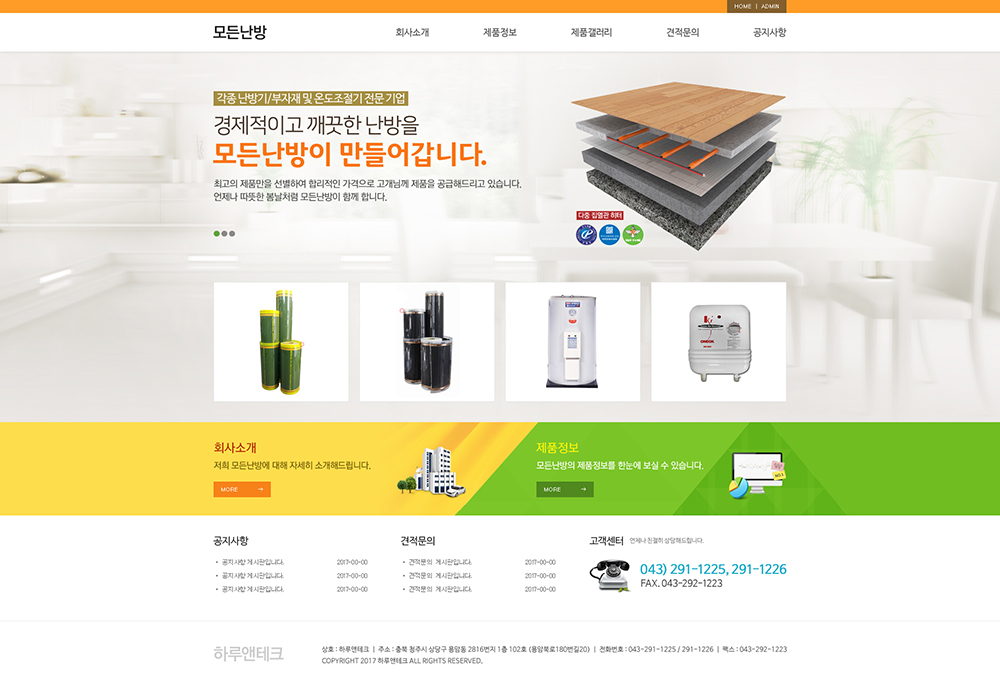 HOME | ADMIN
모든난방
회사소개 제품정보 제품갤러리 견적문의 공지사항
각종 난방기/부자재 및 온도조절기 전문 기업
경제적이고 깨끗한 난방을
모든난방이 만들어갑니다.
최고의 제품만을 선별하여 합리적인 가격으로 고개님께 제품을 공급해드리고 있습니다.
언제나 따뜻한 봄날처럼 모든난방이 함께 합니다.
다중 집열관 히터
회사소개
저희 모든난방에 대해 자세히 소개해드립니다.
MORE →
제품정보
모든난방의 제품정보를 한눈에 보실 수 있습니다.
MORE →
공지사항
· 공지사항 게시판입니다. 2017-00-00
· 공지사항 게시판입니다. 2017-00-00
· 공지사항 게시판입니다. 2017-00-00
견적문의
· 견적문의 게시판입니다. 2017-00-00
· 견적문의 게시판입니다. 2017-00-00
· 견적문의 게시판입니다. 2017-00-00
고객센터 언제나 친절히 상담해드립니다.
043) 291-1225, 291-1226
FAX. 043-292-1223
하루앤테크
상호 : 하루앤테크 | 주소 : 충북 청주시 상당구 용암동 2816번지 1층 102호 (용암북로180번길20) | 전화번호 : 043-291-1225 / 291-1226 | 팩스 : 043-292-1223
COPYRIGHT 2017 하루앤테크 ALL RIGHTS RESERVED.